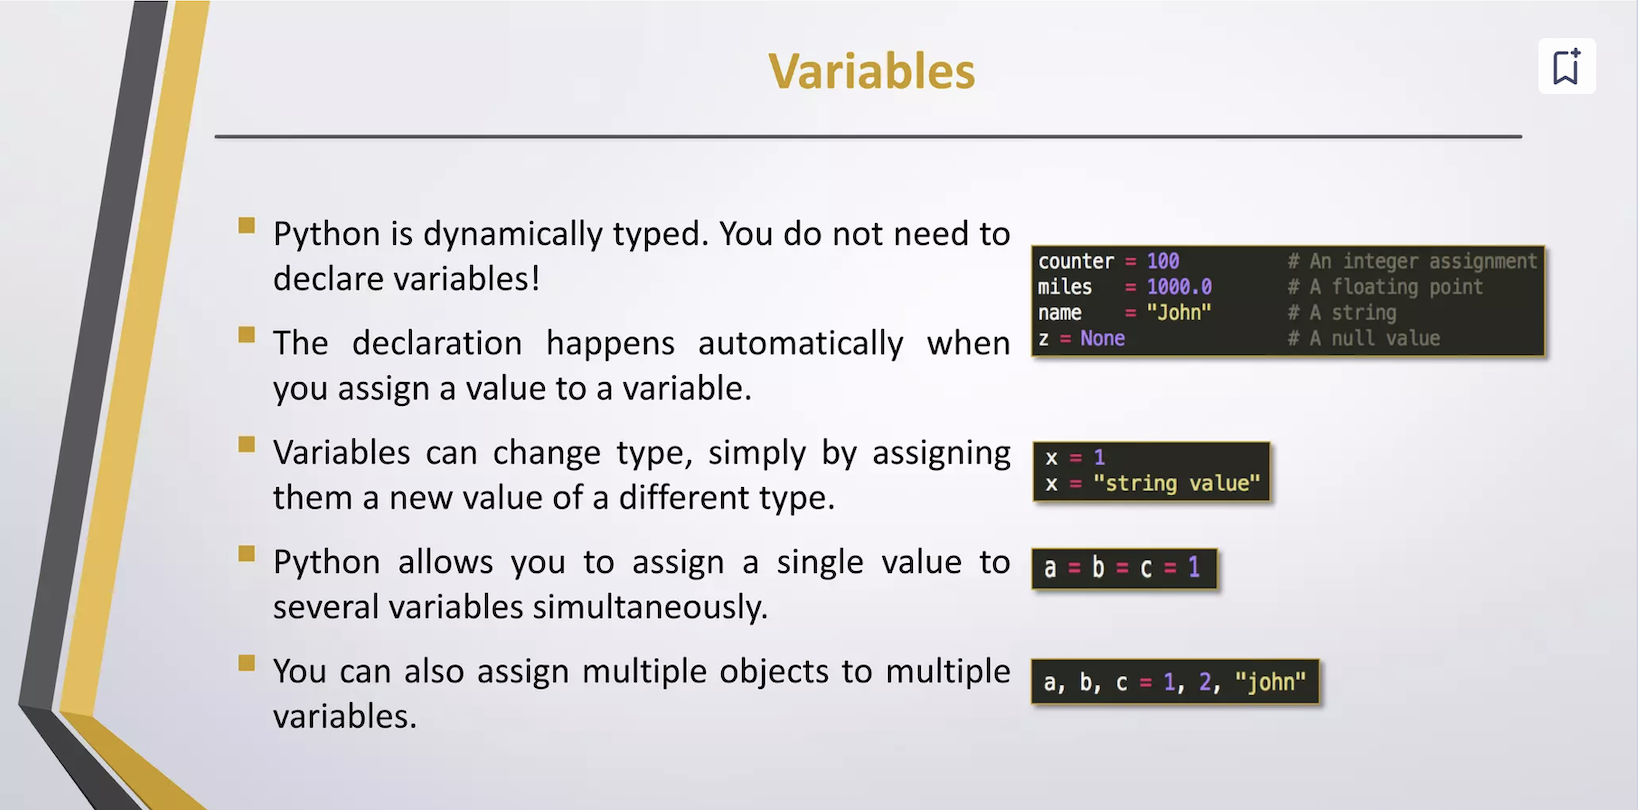 Variables
Python is dynamically typed. You do not need to
declare variables!
counter = 100 # An integer assignment
miles = 1000.0 # A floating point
name = "John" # A string
z = None # A null value
The declaration happens automatically when
you assign a value to a variable.
Variables can change type, simply by assigning
them a new value of a different type.
x = 1
x = "string value"
Python allows you to assign a single value to
several variables simultaneously.
a = b = c = 1
You can also assign multiple objects to multiple
variables.
a, b, c = 1, 2, "john"